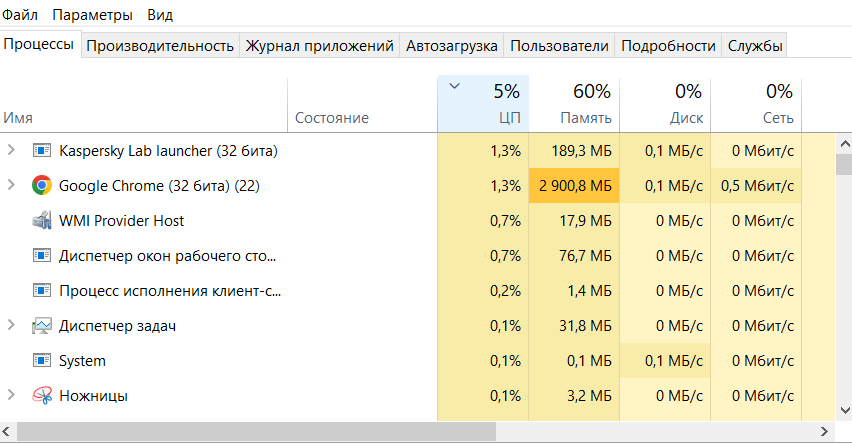 Файл Параметры Вид
Процессы Производительность Журнал приложений Автозагрузка Пользователи Подробности Службы
5% 60% 0% 0%
Имя Состояние ЦП Память Диск Сеть
Kaspersky Lab launcher (32 бита) 1,3% 189,3 МБ 0,1 МБ/с 0 Мбит/с
Google Chrome (32 бита) (22) 1,3% 2 900,8 МБ 0,1 МБ/с 0,5 Мбит/с
WMI Provider Host 0,7% 17,9 МБ 0 МБ/с 0 Мбит/с
Диспетчер окон рабочего сто... 0,7% 76,7 МБ 0 МБ/с 0 Мбит/с
Процесс исполнения клиент-с... 0,2% 1,4 МБ 0 МБ/с 0 Мбит/с
Диспетчер задач 0,1% 31,8 МБ 0 МБ/с 0 Мбит/с
System 0,1% 0,1 МБ 0,1 МБ/с 0 Мбит/с
Ножницы 0,1% 3,2 МБ 0 МБ/с 0 Мбит/с